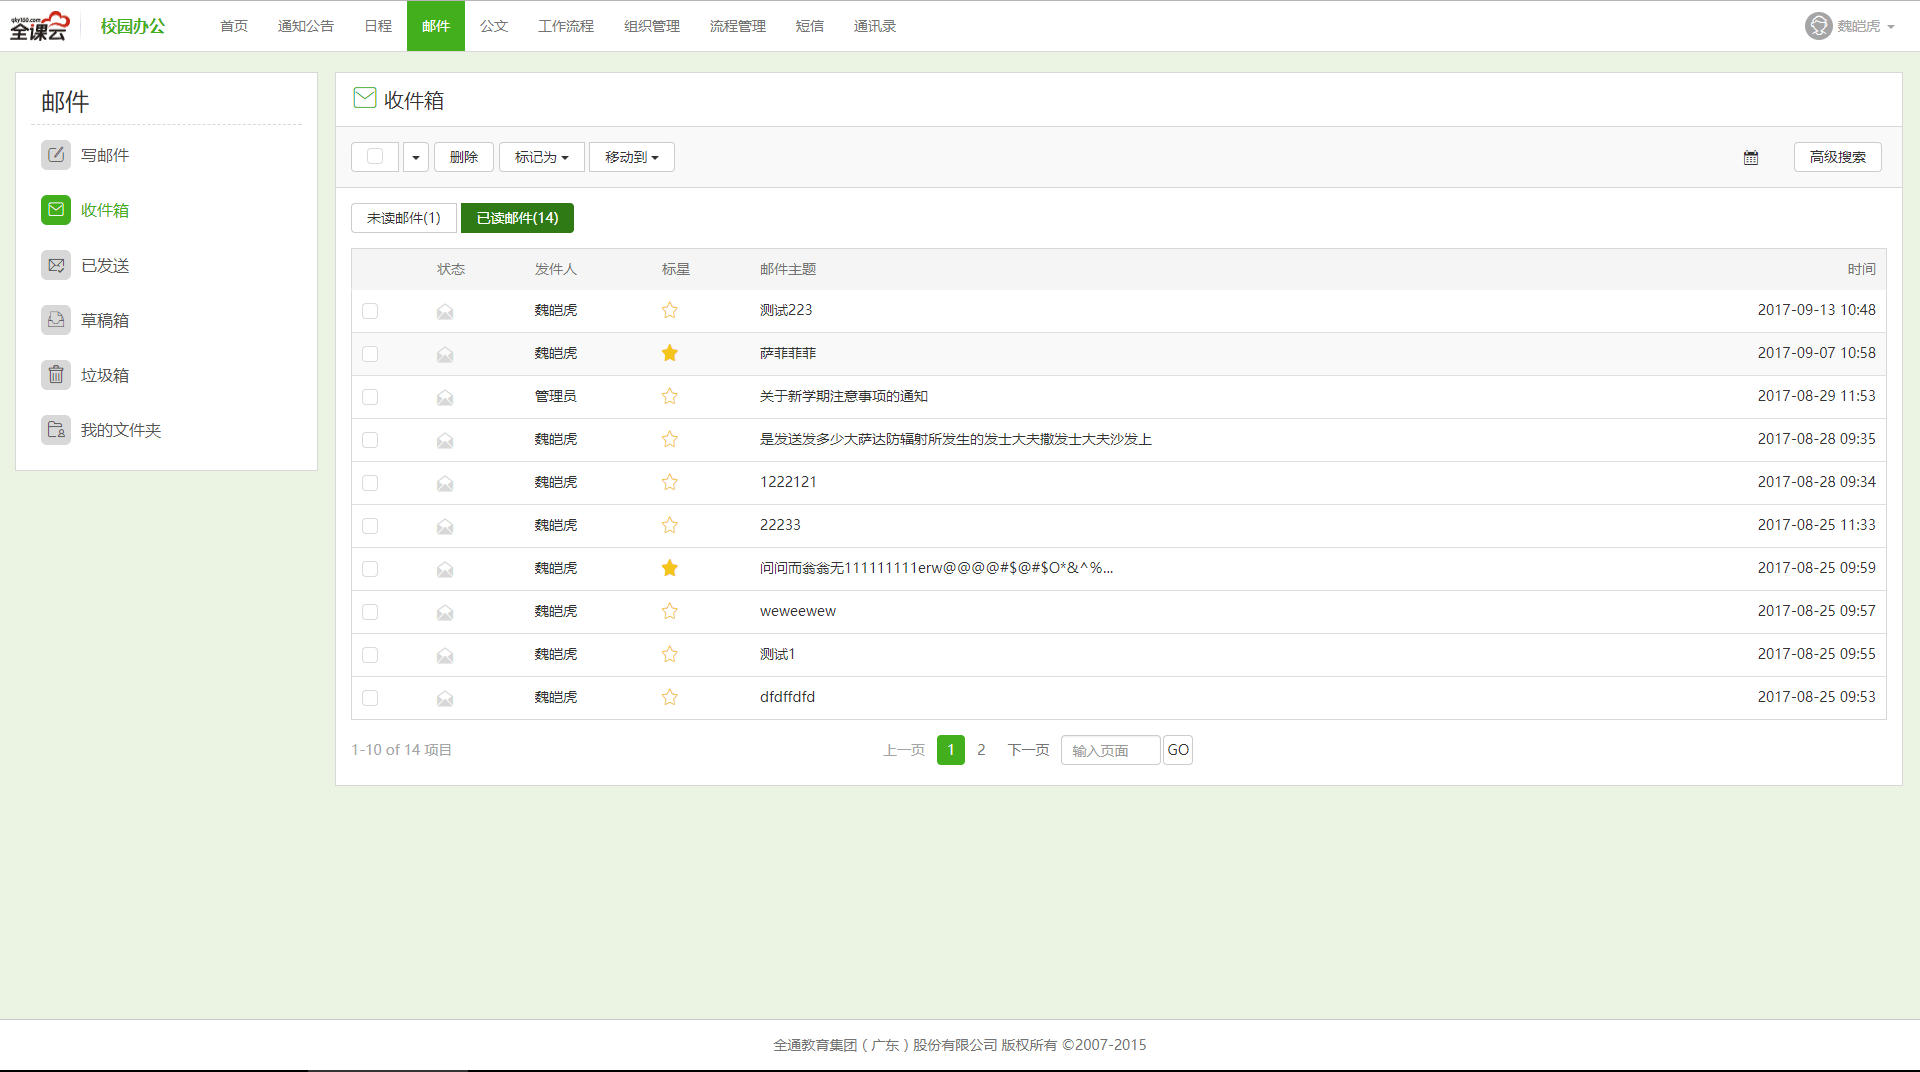 qky100.com
全课云 校园办公 首页 通知公告 日程 邮件 公文 工作流程 组织管理 流程管理 短信 通讯录 魏皑虎
邮件
写邮件
收件箱
已发送
草稿箱
垃圾箱
我的文件夹
收件箱
删除 标记为 移动到 高级搜索
未读邮件(1) 已读邮件(14)
状态 发件人 标星 邮件主题 时间
魏皑虎 测试223 2017-09-13 10:48
魏皑虎 萨菲菲菲 2017-09-07 10:58
管理员 关于新学期注意事项的通知 2017-08-29 11:53
魏皑虎 是发送发多少大萨达防辐射所发生的发士大夫撒发士大夫沙发上 2017-08-28 09:35
魏皑虎 1222121 2017-08-28 09:34
魏皑虎 22233 2017-08-25 11:33
魏皑虎 问问而翁翁无111111111erw@@@@#$@#$O*&^%... 2017-08-25 09:59
魏皑虎 weweewew 2017-08-25 09:57
魏皑虎 测试1 2017-08-25 09:55
魏皑虎 dfdffdfd 2017-08-25 09:53
1-10 of 14 项目 上一页 1 2 下一页 输入页面 GO
全通教育集团（广东）股份有限公司 版权所有 ©2007-2015